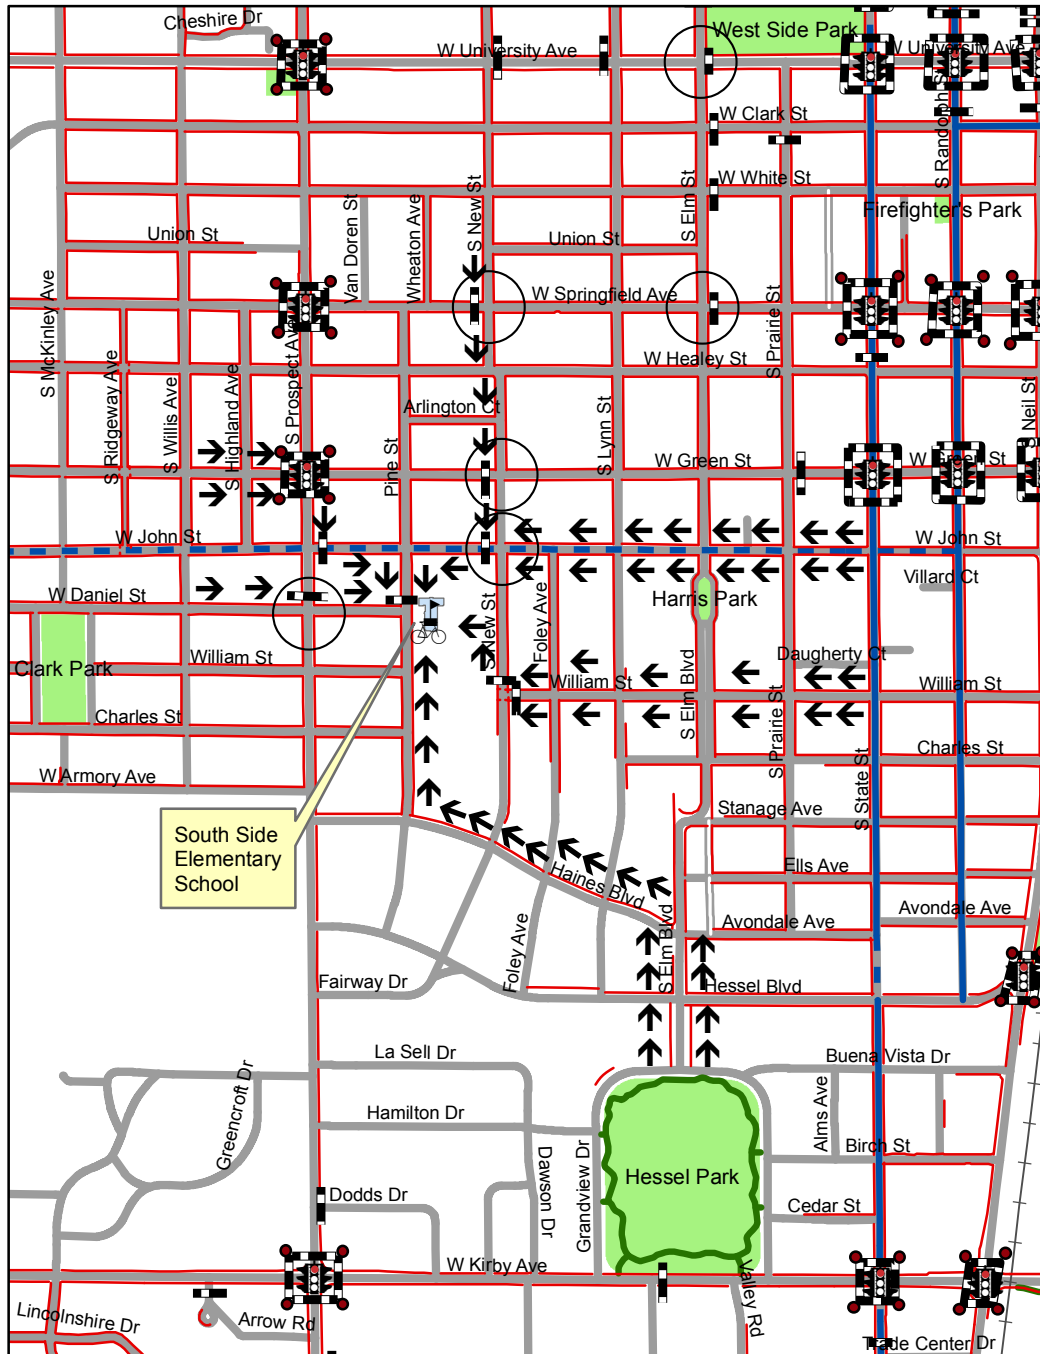 Cheshire Dr
West Side Park
W University Ave
W University Ave
W Clark St
S Randolph St
W White St
S Elm St
S New St
Wheaton Ave
Van Doren St
Firefighter's Park
Union St
Union St
S McKinley Ave
W Springfield Ave
S Prairie St
S Prospect Ave
W Healey St
S Ridgeway Ave
S Willis Ave
S Highland Ave
Arlington Ct
S Lynn St
S Neil St
Pine St
W Green St
W Green St
W John St
W John St
Villard Ct
W Daniel St
Harris Park
Foley Ave
S New St
William St
Clark Park
Daugherty Ct
William St
William St
S Elm Blvd
S Prairie St
Charles St
Charles St
S State St
W Armory Ave
Stanage Ave
South Side
Elementary
School
Ells Ave
Haines Blvd
Avondale Ave
Avondale Ave
S Elm Blvd
Foley Ave
Fairway Dr
Hessel Blvd
La Sell Dr
Buena Vista Dr
Greencroft Dr
Hamilton Dr
Alms Ave
Birch St
Dawson Dr
Grandview Dr
Hessel Park
Dodds Dr
Cedar St
W Kirby Ave
Valley Rd
Lincolnshire Dr
Arrow Rd
Trade Center Dr